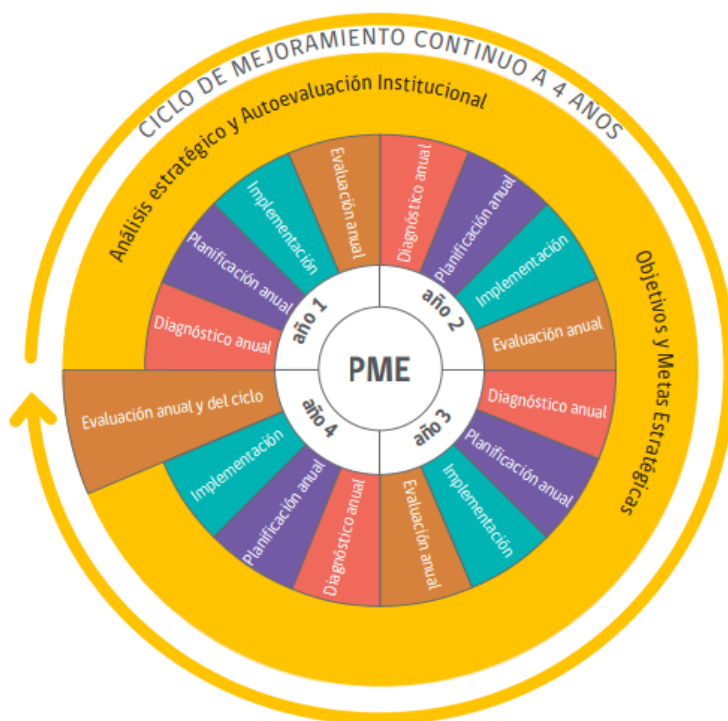 CICLO DE MEJORAMIENTO CONTINUO A 4 ANOS
Análisis estratégico y Autoevaluación Institucional
Objetivos y Metas Estratégicas
PME
año 1
Diagnóstico anual
Planificación anual
Implementación
Evaluación anual
año 2
Diagnóstico anual
Planificación anual
Implementación
Evaluación anual
año 3
Diagnóstico anual
Planificación anual
Implementación
Evaluación anual
año 4
Diagnóstico anual
Planificación anual
Implementación
Evaluación anual y del ciclo